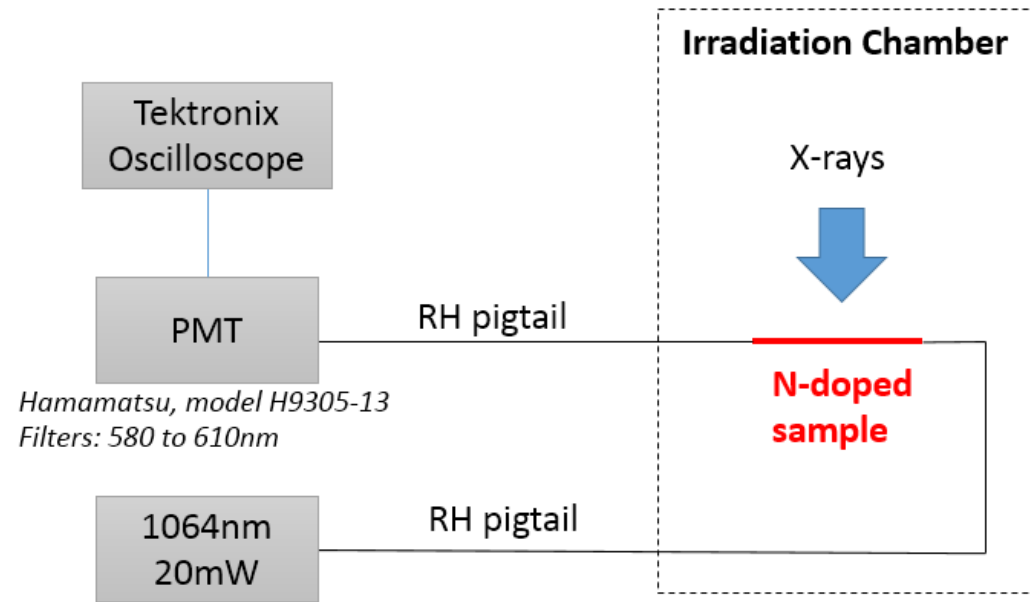 Irradiation Chamber
Tektronix
Oscilloscope
X-rays
PMT
RH pigtail
Hamamatsu, model H9305-13
Filters: 580 to 610nm
N-doped
sample
1064nm
20mW
RH pigtail